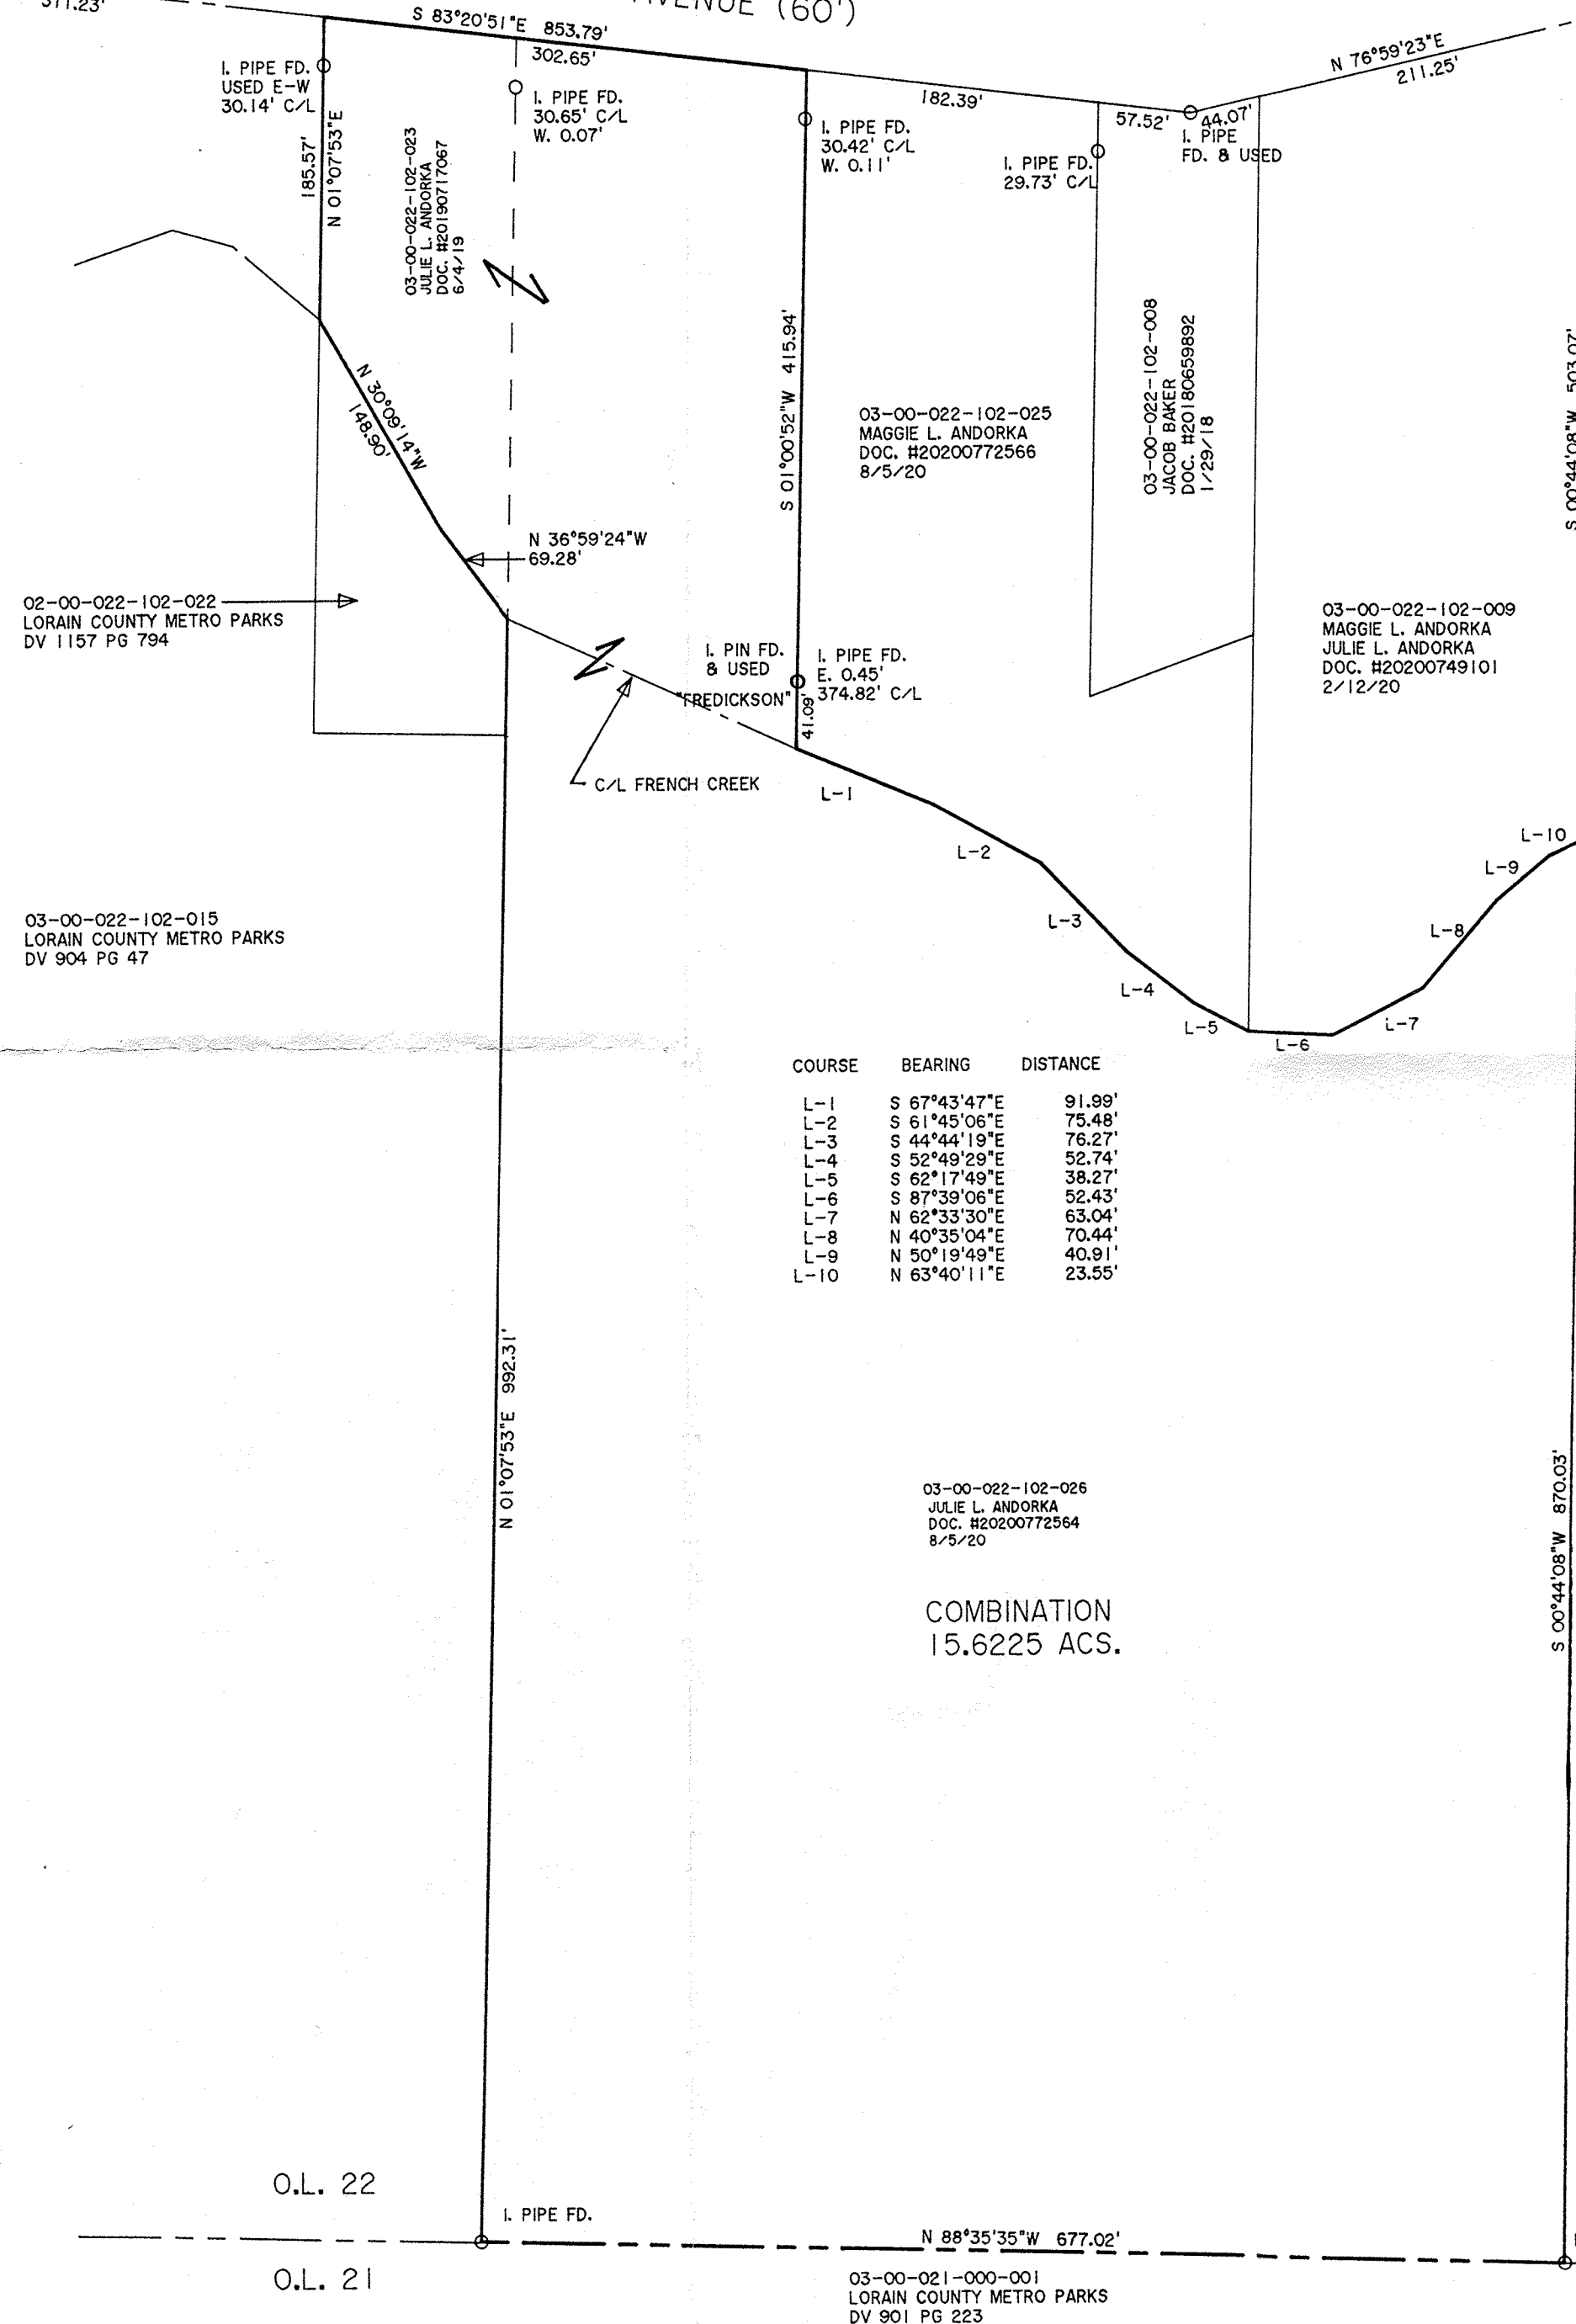 311.23'
AVENUE (60')
S 83°20'51"E 853.79'
302.65'
N 76°59'23"E
211.25'
I. PIPE FD.
USED E-W
30.14' C/L
I. PIPE FD.
30.65' C/L
W. 0.07'
182.39'
57.52'
44.07'
I. PIPE FD.
30.42' C/L
W. 0.11'
I. PIPE FD.
29.73' C/L
I. PIPE
FD. & USED
185.57'
N 01°07'53"E
03-00-022-102-023
JULIE L. ANDORKA
DOC. #20190717067
6/4/19
S 01°00'52"W 415.94'
03-00-022-102-008
JACOB BAKER
DOC. #20180659892
1/29/18
S 00°44'08"W 503.07'
N 30°09'14"W
148.90'
03-00-022-102-025
MAGGIE L. ANDORKA
DOC. #20200772566
8/5/20
N 36°59'24"W
69.28'
02-00-022-102-022
LORAIN COUNTY METRO PARKS
DV 1157 PG 794
03-00-022-102-009
MAGGIE L. ANDORKA
JULIE L. ANDORKA
DOC. #20200749101
2/12/20
I. PIN FD.
& USED
"FREDICKSON"
I. PIPE FD.
E. 0.45'
374.82' C/L
41.09'
C/L FRENCH CREEK
L-1
L-2
L-3
L-4
L-5
L-6
L-7
L-8
L-9
L-10
03-00-022-102-015
LORAIN COUNTY METRO PARKS
DV 904 PG 47
COURSE BEARING DISTANCE
L-1 S 67°43'47"E 91.99'
L-2 S 61°45'06"E 75.48'
L-3 S 44°44'19"E 76.27'
L-4 S 52°49'29"E 52.74'
L-5 S 62°17'49"E 38.27'
L-6 S 87°39'06"E 52.43'
L-7 N 62°33'30"E 63.04'
L-8 N 40°35'04"E 70.44'
L-9 N 50°19'49"E 40.91'
L-10 N 63°40'11"E 23.55'
N 01°07'53"E 992.31'
03-00-022-102-026
JULIE L. ANDORKA
DOC. #20200772564
8/5/20
COMBINATION
15.6225 ACS.
S 00°44'08"W 870.03'
O.L. 22
I. PIPE FD.
N 88°35'35"W 677.02'
O.L. 21
03-00-021-000-001
LORAIN COUNTY METRO PARKS
DV 901 PG 223